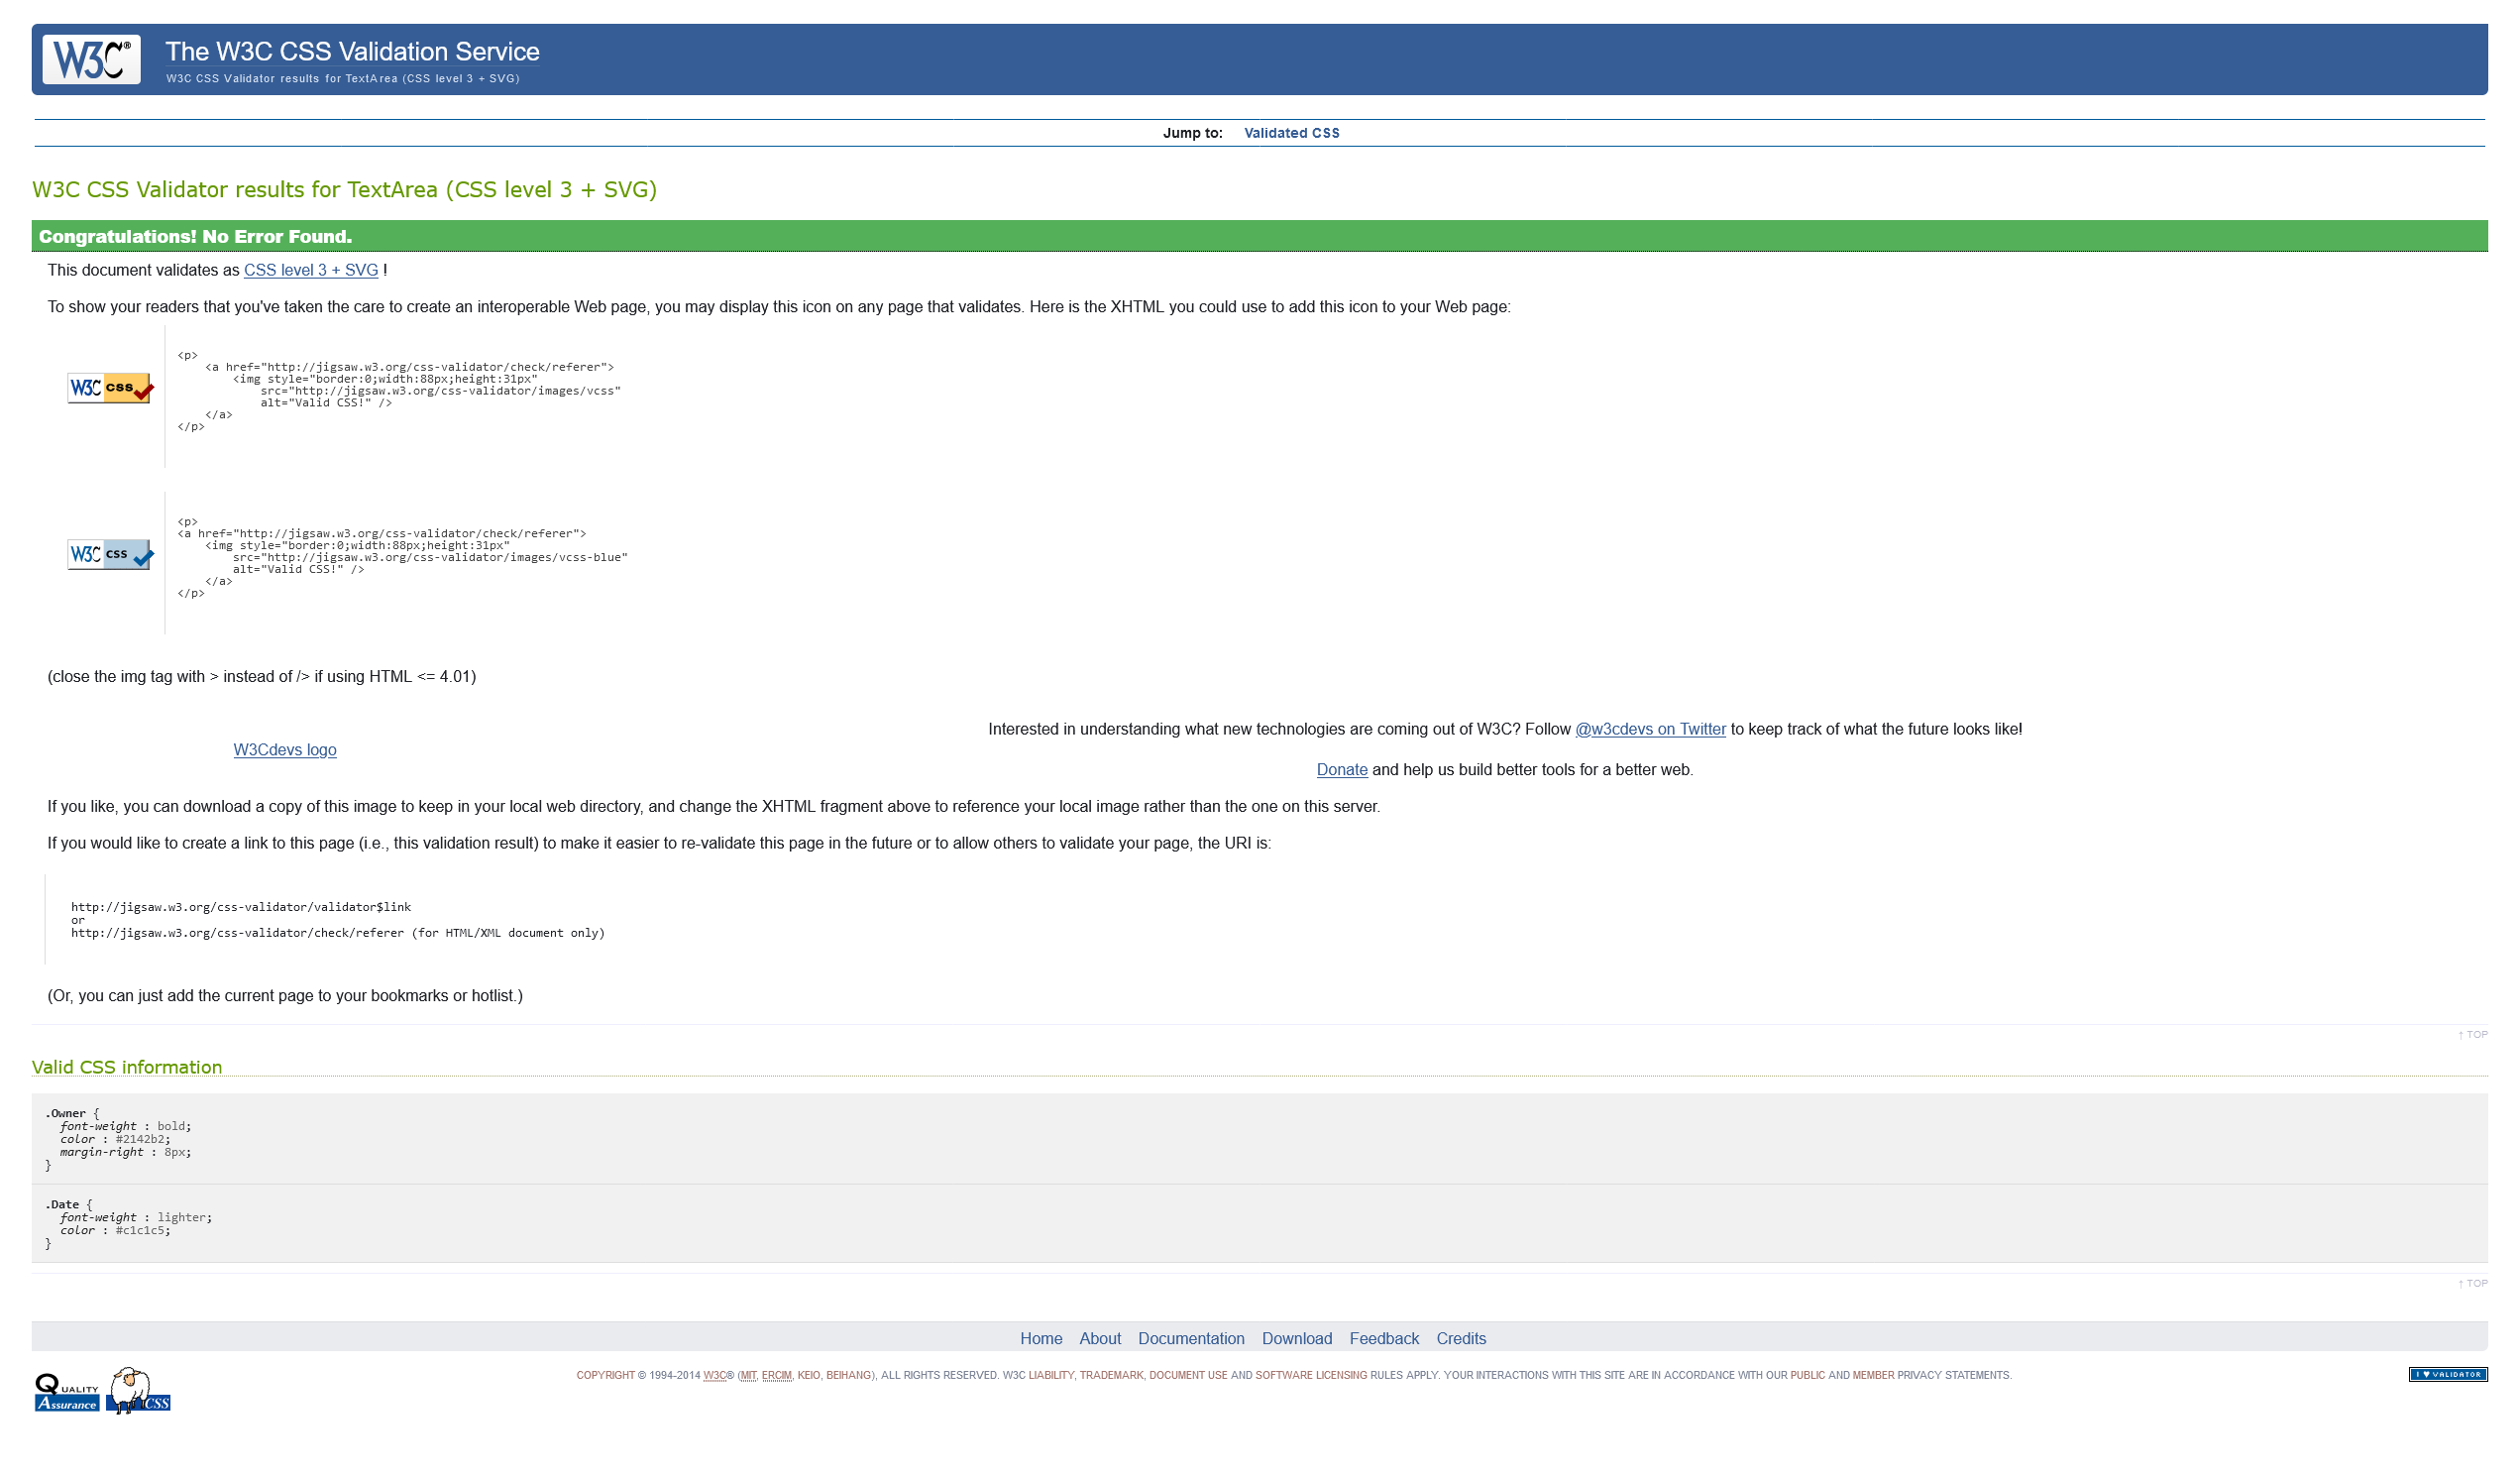 W3C®
The W3C CSS Validation Service
W3C CSS Validator results for TextArea (CSS level 3 + SVG)
Jump to: Validated CSS
W3C CSS Validator results for TextArea (CSS level 3 + SVG)
Congratulations! No Error Found.
This document validates as CSS level 3 + SVG !
To show your readers that you've taken the care to create an interoperable Web page, you may display this icon on any page that validates. Here is the XHTML you could use to add this icon to your Web page:
W3C css
<p>
    <a href="http://jigsaw.w3.org/css-validator/check/referer">
        <img style="border:0;width:88px;height:31px"
            src="http://jigsaw.w3.org/css-validator/images/vcss"
            alt="Valid CSS!" />
    </a>
</p>
W3C css
<p>
<a href="http://jigsaw.w3.org/css-validator/check/referer">
    <img style="border:0;width:88px;height:31px"
        src="http://jigsaw.w3.org/css-validator/images/vcss-blue"
        alt="Valid CSS!" />
    </a>
</p>
(close the img tag with > instead of /> if using HTML <= 4.01)
W3Cdevs logo
Interested in understanding what new technologies are coming out of W3C? Follow @w3cdevs on Twitter to keep track of what the future looks like!
Donate and help us build better tools for a better web.
If you like, you can download a copy of this image to keep in your local web directory, and change the XHTML fragment above to reference your local image rather than the one on this server.
If you would like to create a link to this page (i.e., this validation result) to make it easier to re-validate this page in the future or to allow others to validate your page, the URI is:
http://jigsaw.w3.org/css-validator/validator$link
or
http://jigsaw.w3.org/css-validator/check/referer (for HTML/XML document only)
(Or, you can just add the current page to your bookmarks or hotlist.)
↑ TOP
Valid CSS information
.Owner {
  font-weight : bold;
  color : #2142b2;
  margin-right : 8px;
}
.Date {
  font-weight : lighter;
  color : #c1c1c5;
}
↑ TOP
Home About Documentation Download Feedback Credits
Quality
Assurance
CSS
COPYRIGHT © 1994-2014 W3C® (MIT, ERCIM, KEIO, BEIHANG), ALL RIGHTS RESERVED. W3C LIABILITY, TRADEMARK, DOCUMENT USE AND SOFTWARE LICENSING RULES APPLY. YOUR INTERACTIONS WITH THIS SITE ARE IN ACCORDANCE WITH OUR PUBLIC AND MEMBER PRIVACY STATEMENTS.
I ♥ VALIDATOR